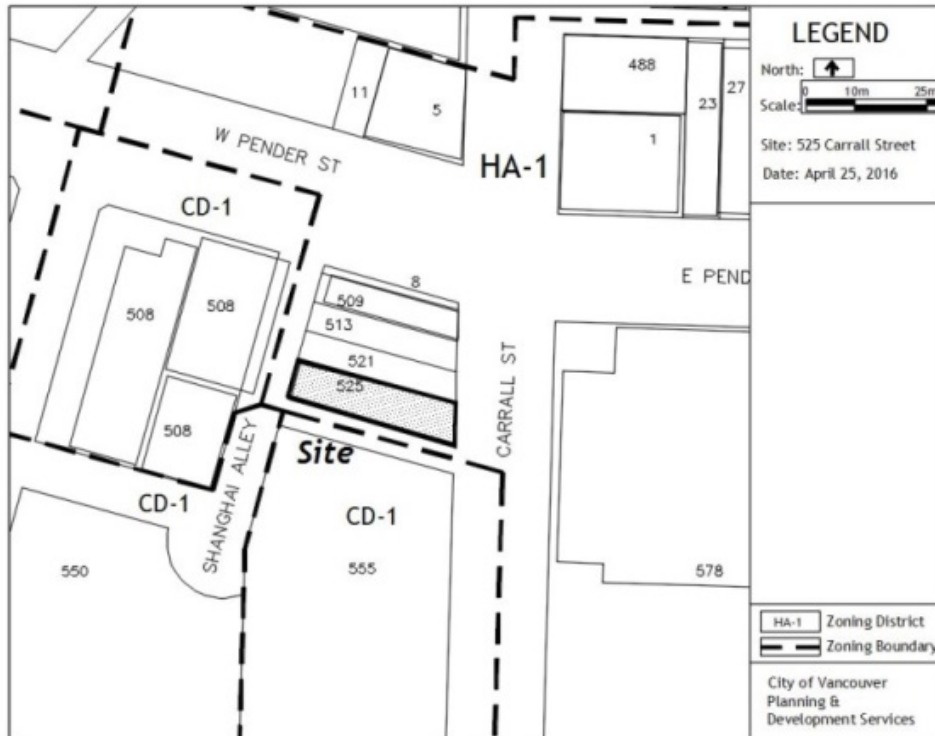 488
11
5
23
27
1
W PENDER ST
HA-1
CD-1
8
E PEND
509
508
508
513
521
525
CARRALL ST
508
Site
SHANGHAI ALLEY
CD-1
CD-1
550
555
578
LEGEND
North:
0 10m 25m
Scale:
Site: 525 Carrall Street
Date: April 25, 2016
HA-1 Zoning District
Zoning Boundary
City of Vancouver
Planning &
Development Services